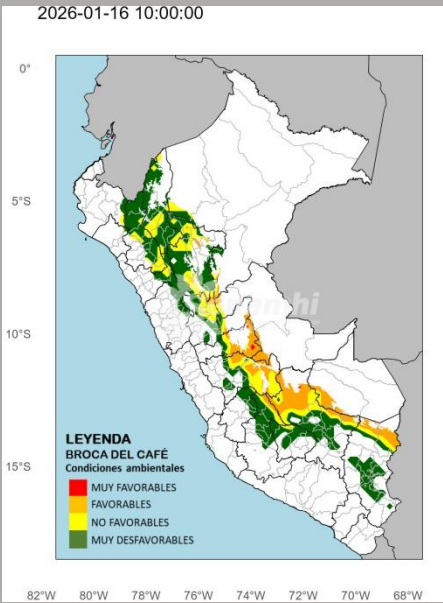 2026-01-16 10:00:00
0°
5°S
10°S
15°S
LEYENDA
BROCA DEL CAFÉ
Condiciones ambientales
MUY FAVORABLES
FAVORABLES
NO FAVORABLES
MUY DESFAVORABLES
82°W 80°W 78°W 76°W 74°W 72°W 70°W 68°W